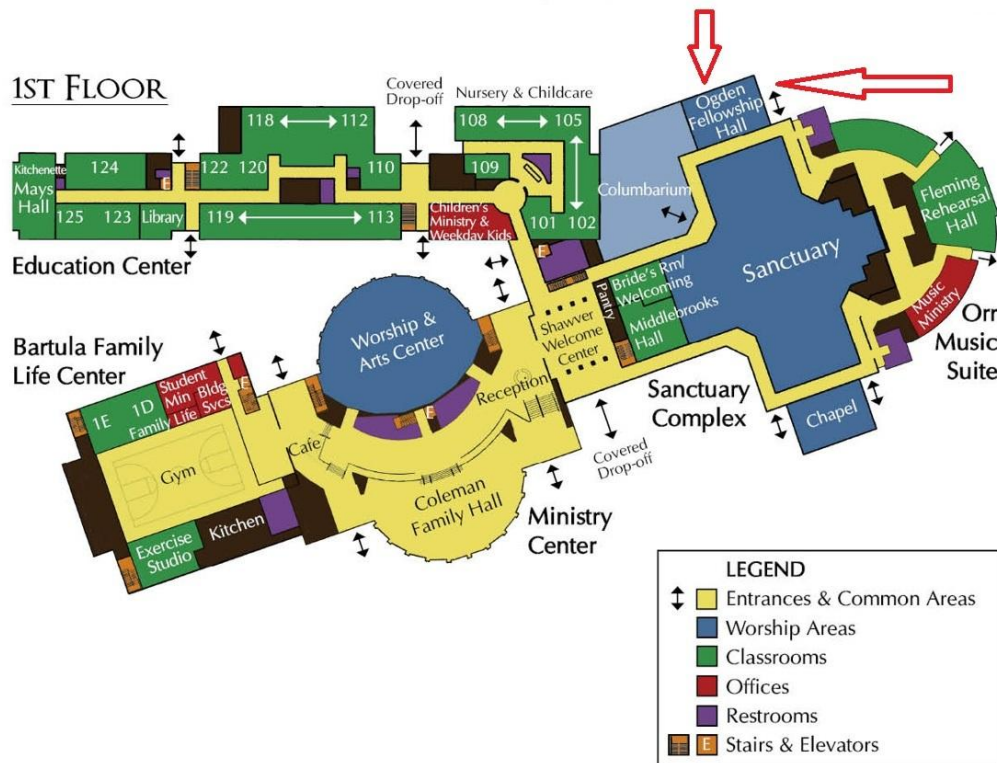 1ST FLOOR
Covered
Drop-off
Nursery & Childcare
118 112
108 105
Ogden
Fellowship
Hall
Kitchenette
124
122 120
110
109
Mays
Hall
E
Columbarium
Fleming
Rehearsal
Hall
125 123 Library
119 113
Children's
Ministry &
Weekday Kids
101 102
Sanctuary
Education Center
E
Bride's Rm/
Welcoming
Pantry
Middlebrooks
Hall
Music
Ministry
Worship &
Arts Center
Shawver
Welcome
Center
Orr
Music
Suite
Bartula Family
Life Center
Student
Min
Bldg
Svcs
E
Life
1E 1D
Family
Reception
E
Sanctuary
Complex
Chapel
Cafe
Gym
Covered
Drop-off
Coleman
Family Hall
Kitchen
Exercise
Studio
Ministry
Center
LEGEND
Entrances & Common Areas
Worship Areas
Classrooms
Offices
Restrooms
E Stairs & Elevators